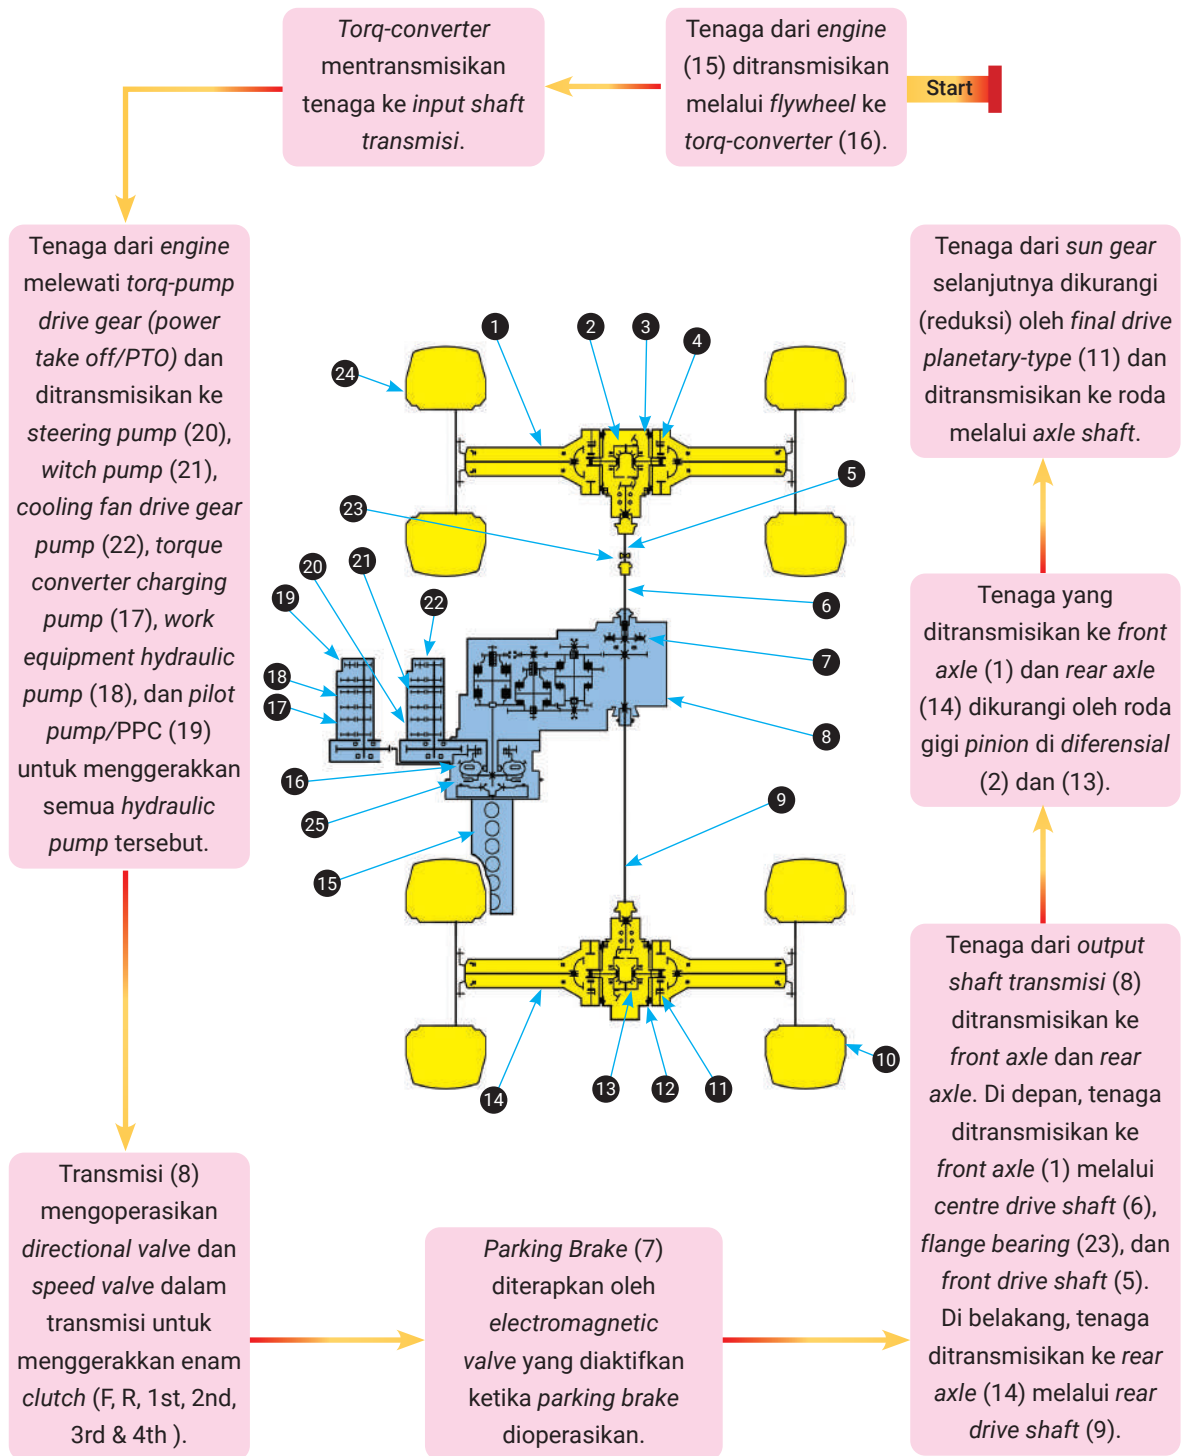 Start
Tenaga dari engine
(15) ditransmisikan
melalui flywheel ke
torq-converter (16).
Torq-converter
mentransmisikan
tenaga ke input shaft
transmisi.
Tenaga dari engine
melewati torq-pump
drive gear (power
take off/PTO) dan
ditransmisikan ke
steering pump (20),
witch pump (21),
cooling fan drive gear
pump (22), torque
converter charging
pump (17), work
equipment hydraulic
pump (18), dan pilot
pump/PPC (19)
untuk menggerakkan
semua hydraulic
pump tersebut.
Transmisi (8)
mengoperasikan
directional valve dan
speed valve dalam
transmisi untuk
menggerakkan enam
clutch (F, R, 1st, 2nd,
3rd & 4th ).
Parking Brake (7)
diterapkan oleh
electromagnetic
valve yang diaktifkan
ketika parking brake
dioperasikan.
Tenaga dari output
shaft transmisi (8)
ditransmisikan ke
front axle dan rear
axle. Di depan, tenaga
ditransmisikan ke
front axle (1) melalui
centre drive shaft (6),
flange bearing (23), dan
front drive shaft (5).
Di belakang, tenaga
ditransmisikan ke rear
axle (14) melalui rear
drive shaft (9).
Tenaga yang
ditransmisikan ke front
axle (1) dan rear axle
(14) dikurangi oleh roda
gigi pinion di diferensial
(2) dan (13).
Tenaga dari sun gear
selanjutnya dikurangi
(reduksi) oleh final drive
planetary-type (11) dan
ditransmisikan ke roda
melalui axle shaft.
1
2
3
4
5
6
7
8
9
10
11
12
13
14
15
16
17
18
19
20
21
22
23
24
25